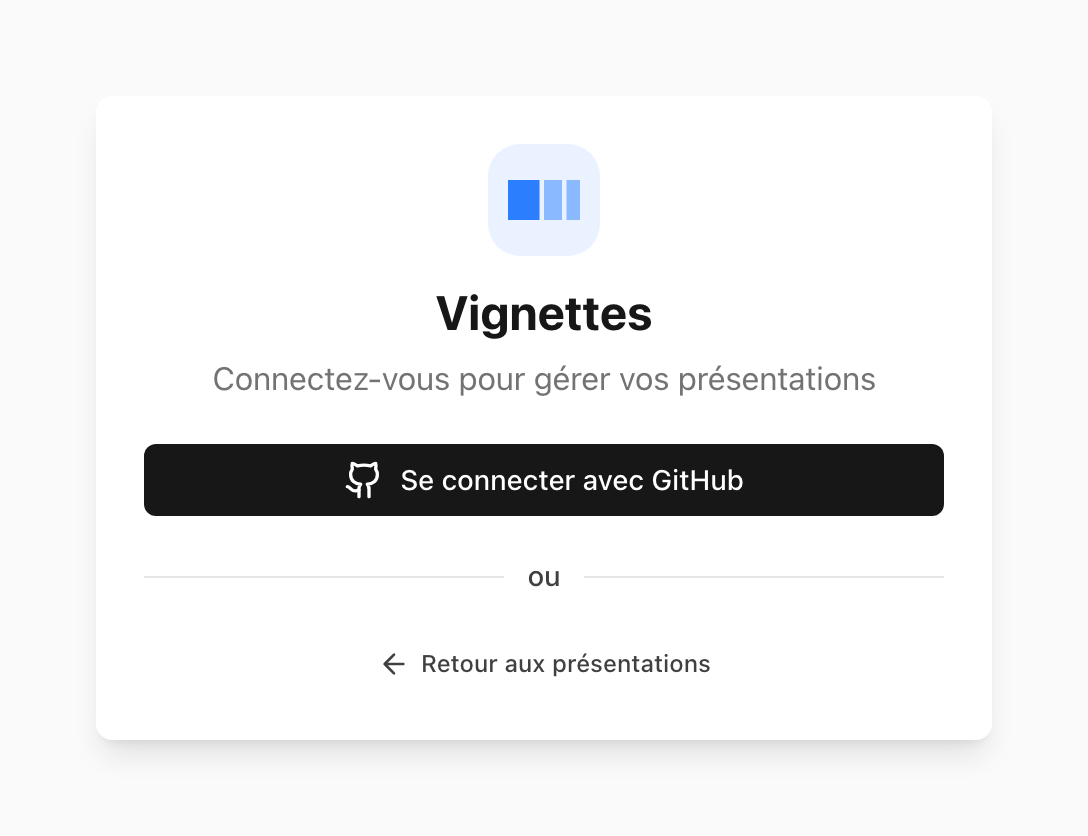 Vignettes
Connectez-vous pour gérer vos présentations
Se connecter avec GitHub
ou
Retour aux présentations